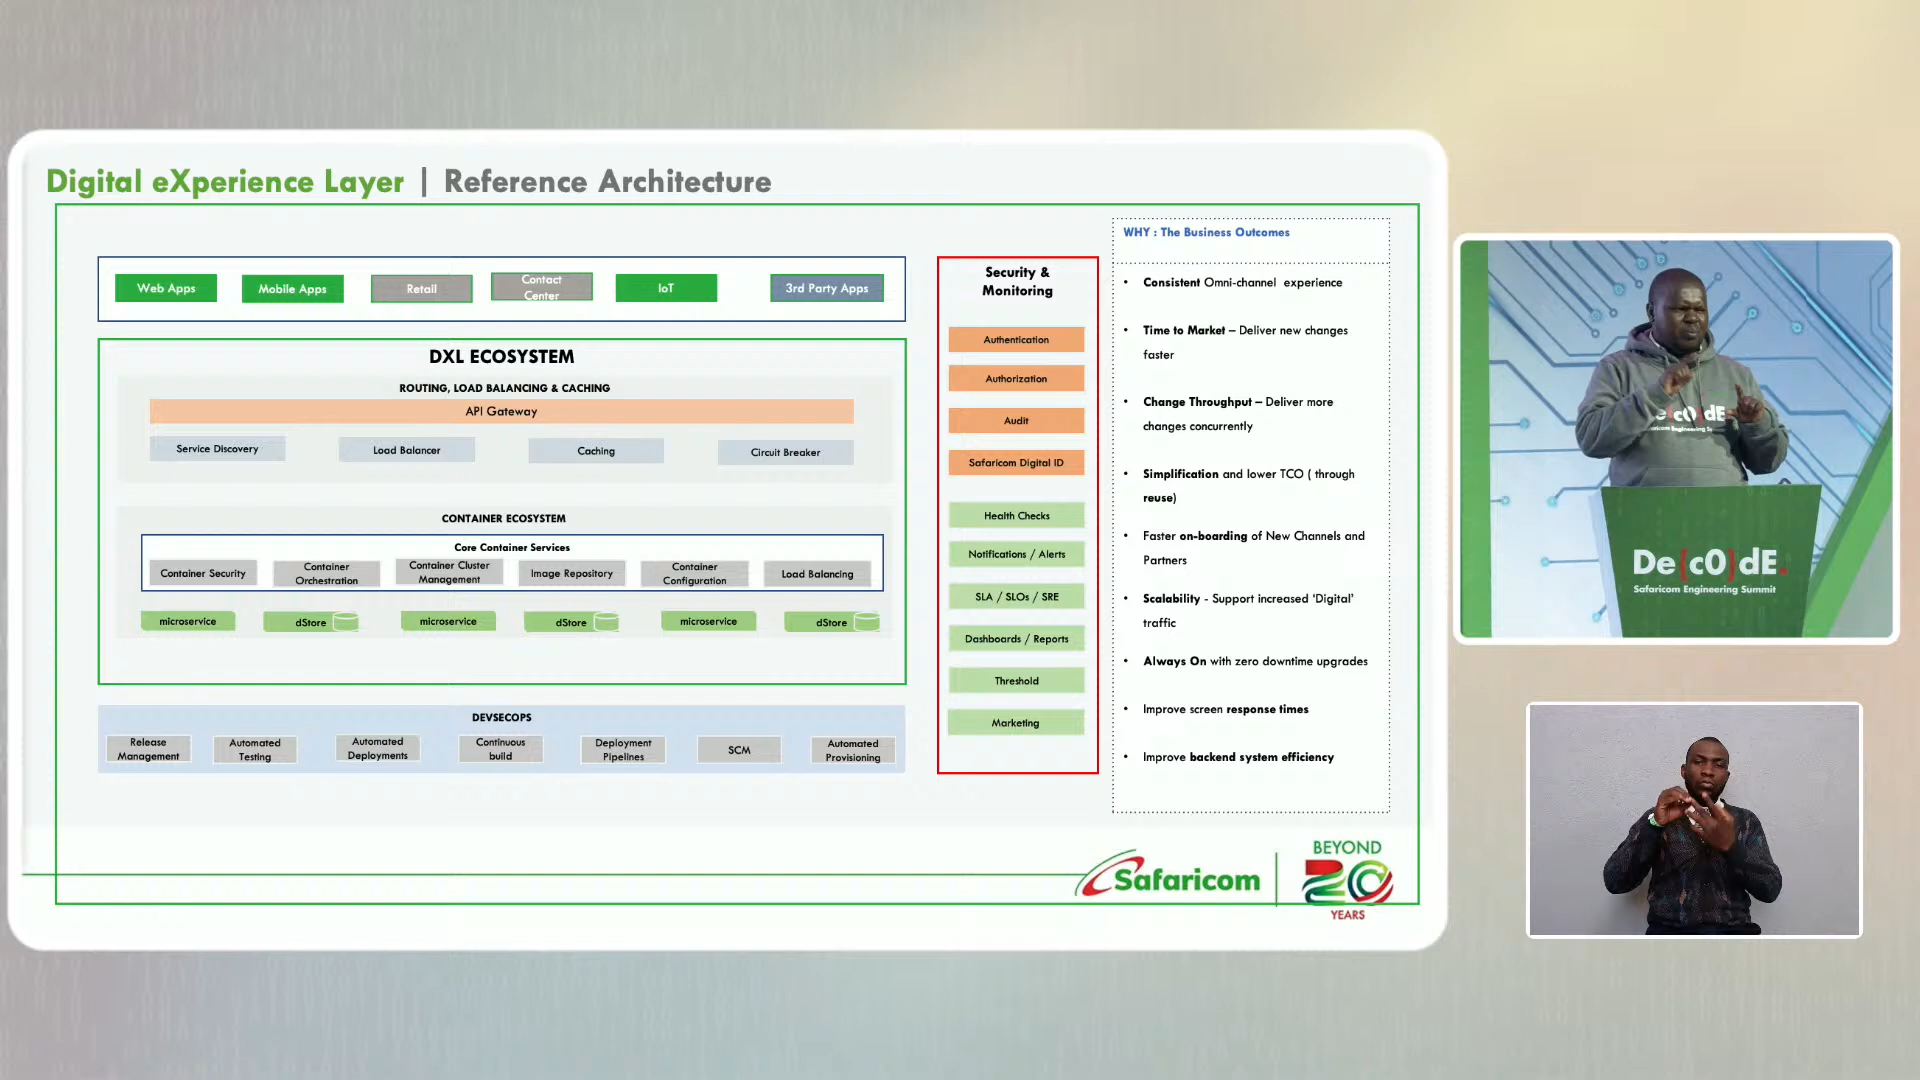 Digital eXperience Layer | Reference Architecture
Web Apps
Mobile Apps
Retail
Contact
Center
IoT
3rd Party Apps
DXL ECOSYSTEM
ROUTING, LOAD BALANCING & CACHING
API Gateway
Service Discovery
Load Balancer
Caching
Circuit Breaker
CONTAINER ECOSYSTEM
Core Container Services
Container Security
Container
Orchestration
Container Cluster
Management
Image Repository
Container
Configuration
Load Balancing
microservice
dStore
microservice
dStore
microservice
dStore
DEVSECOPS
Release
Management
Automated
Testing
Automated
Deployments
Continuous
build
Deployment
Pipelines
SCM
Automated
Provisioning
Security &
Monitoring
Authentication
Authorization
Audit
Safaricom Digital ID
Health Checks
Notifications / Alerts
SLA / SLOs / SRE
Dashboards / Reports
Threshold
Marketing
WHY : The Business Outcomes
• Consistent Omni-channel experience
• Time to Market – Deliver new changes
faster
• Change Throughput – Deliver more
changes concurrently
• Simplification and lower TCO ( through
reuse)
• Faster on-boarding of New Channels and
Partners
• Scalability - Support increased ‘Digital’
traffic
• Always On with zero downtime upgrades
• Improve screen response times
• Improve backend system efficiency
Safaricom
BEYOND
20
YEARS
De{c0}dE.
Safaricom Engineering Summit